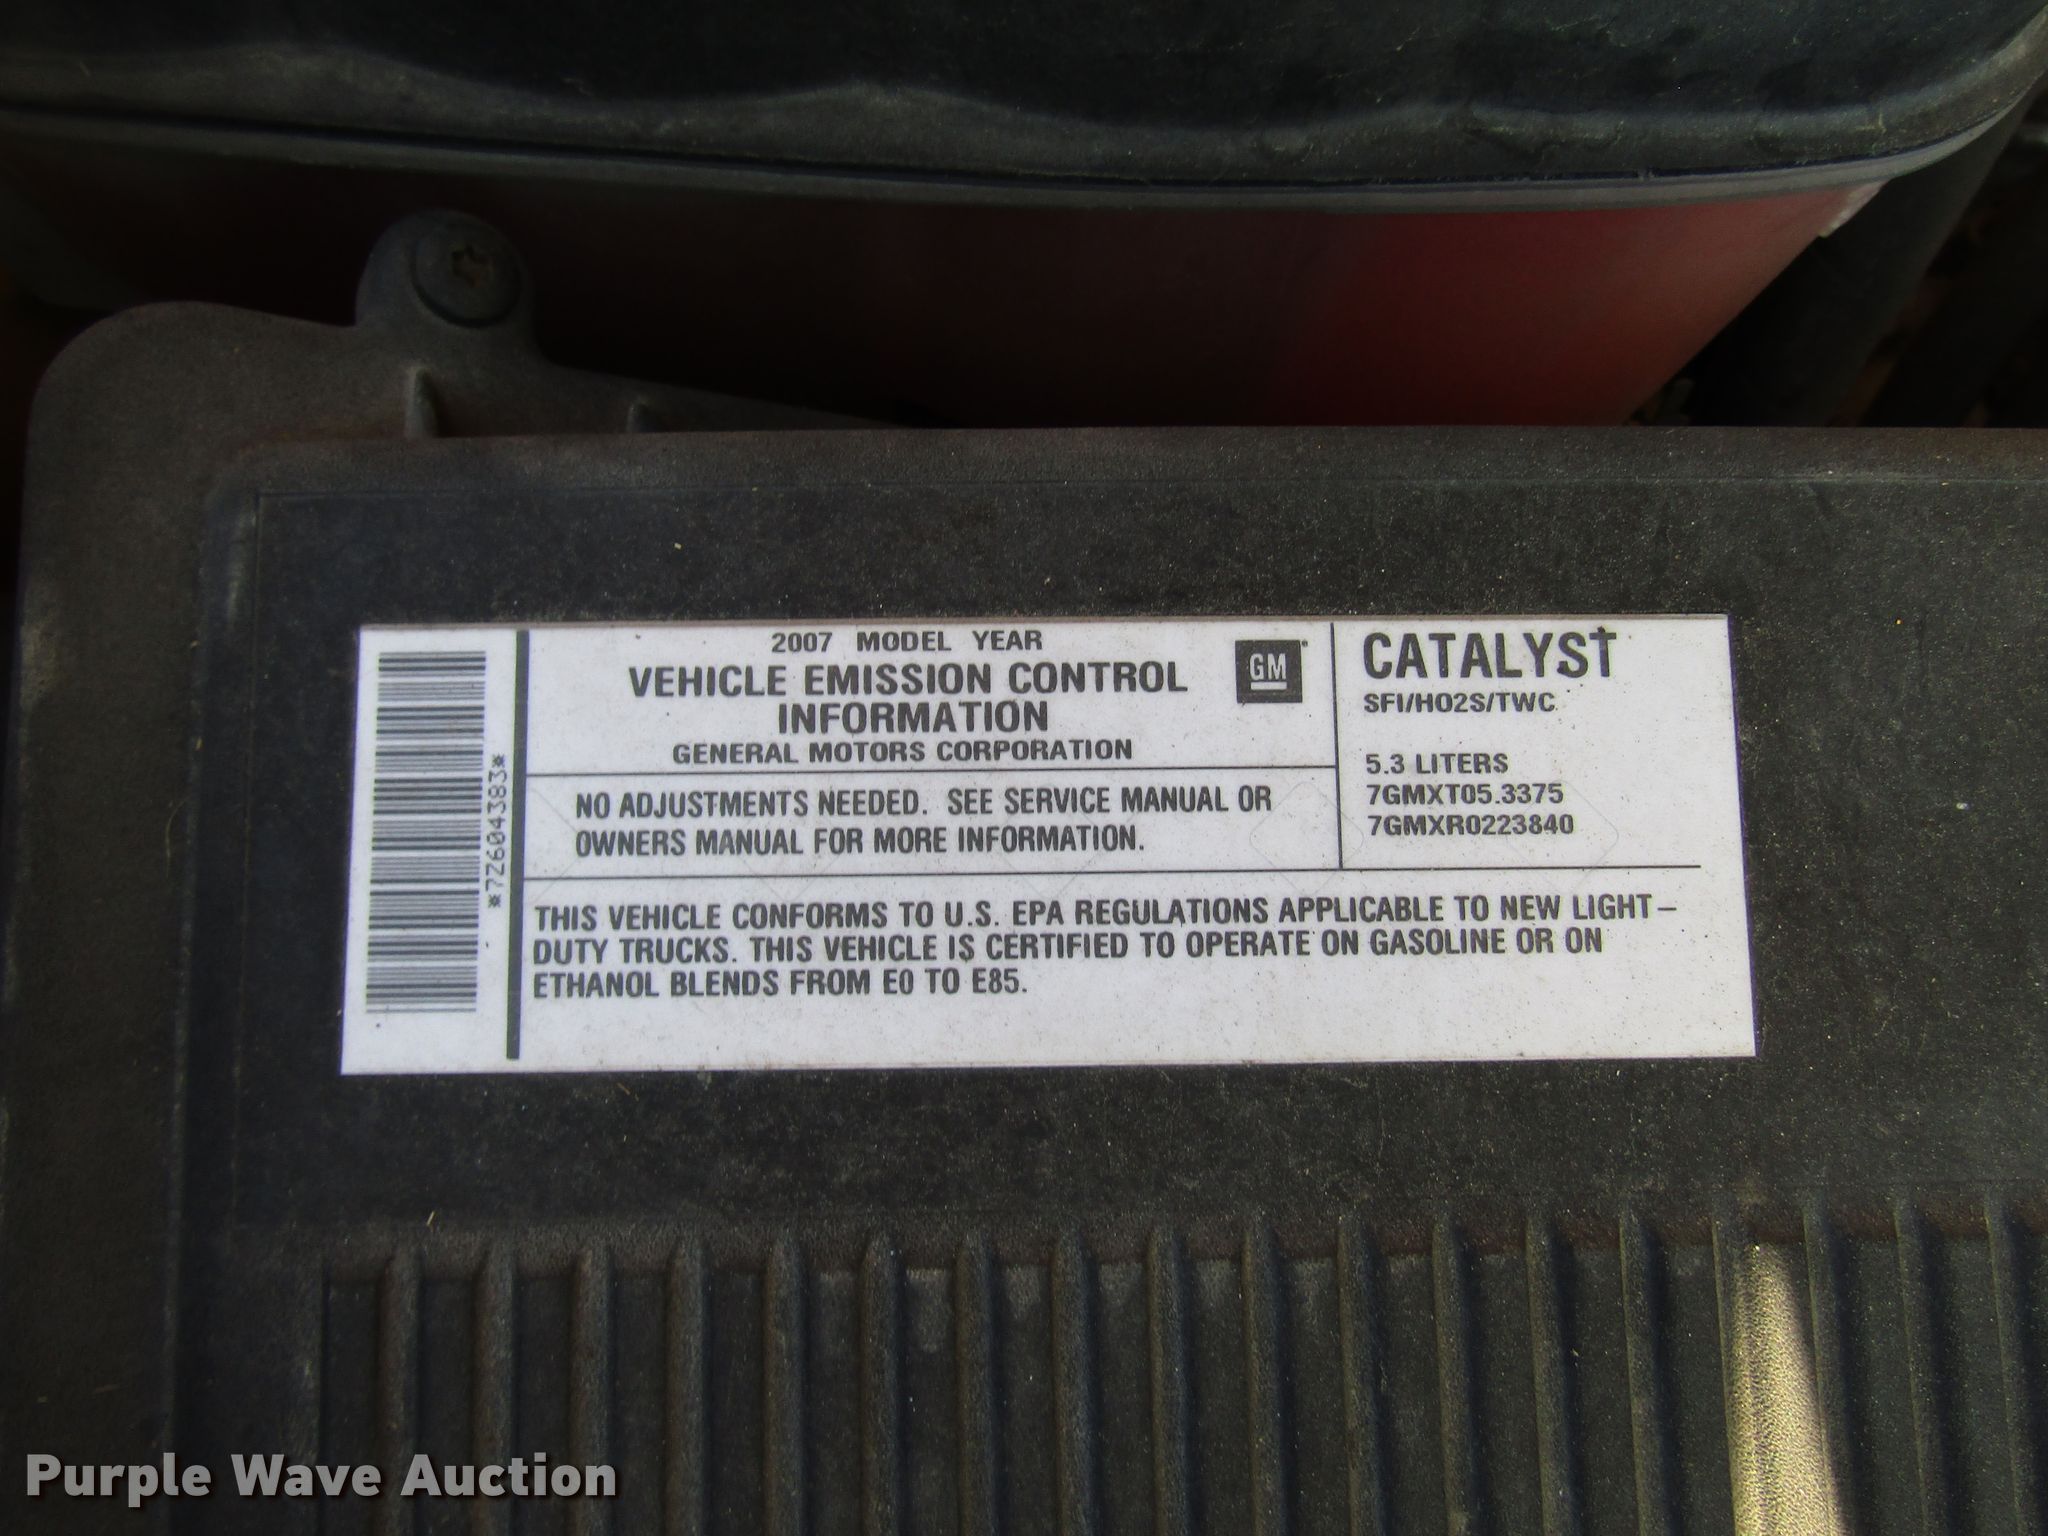 *7Z604383*
2007 MODEL YEAR
VEHICLE EMISSION CONTROL
INFORMATION
GENERAL MOTORS CORPORATION
GM
NO ADJUSTMENTS NEEDED. SEE SERVICE MANUAL OR
OWNERS MANUAL FOR MORE INFORMATION.
CATALYST
SFI/HO2S/TWC
5.3 LITERS
7GMXT05.3375
7GMXR0223840
THIS VEHICLE CONFORMS TO U.S. EPA REGULATIONS APPLICABLE TO NEW LIGHT–
DUTY TRUCKS. THIS VEHICLE IS CERTIFIED TO OPERATE ON GASOLINE OR ON
ETHANOL BLENDS FROM E0 TO E85.
Purple Wave Auction